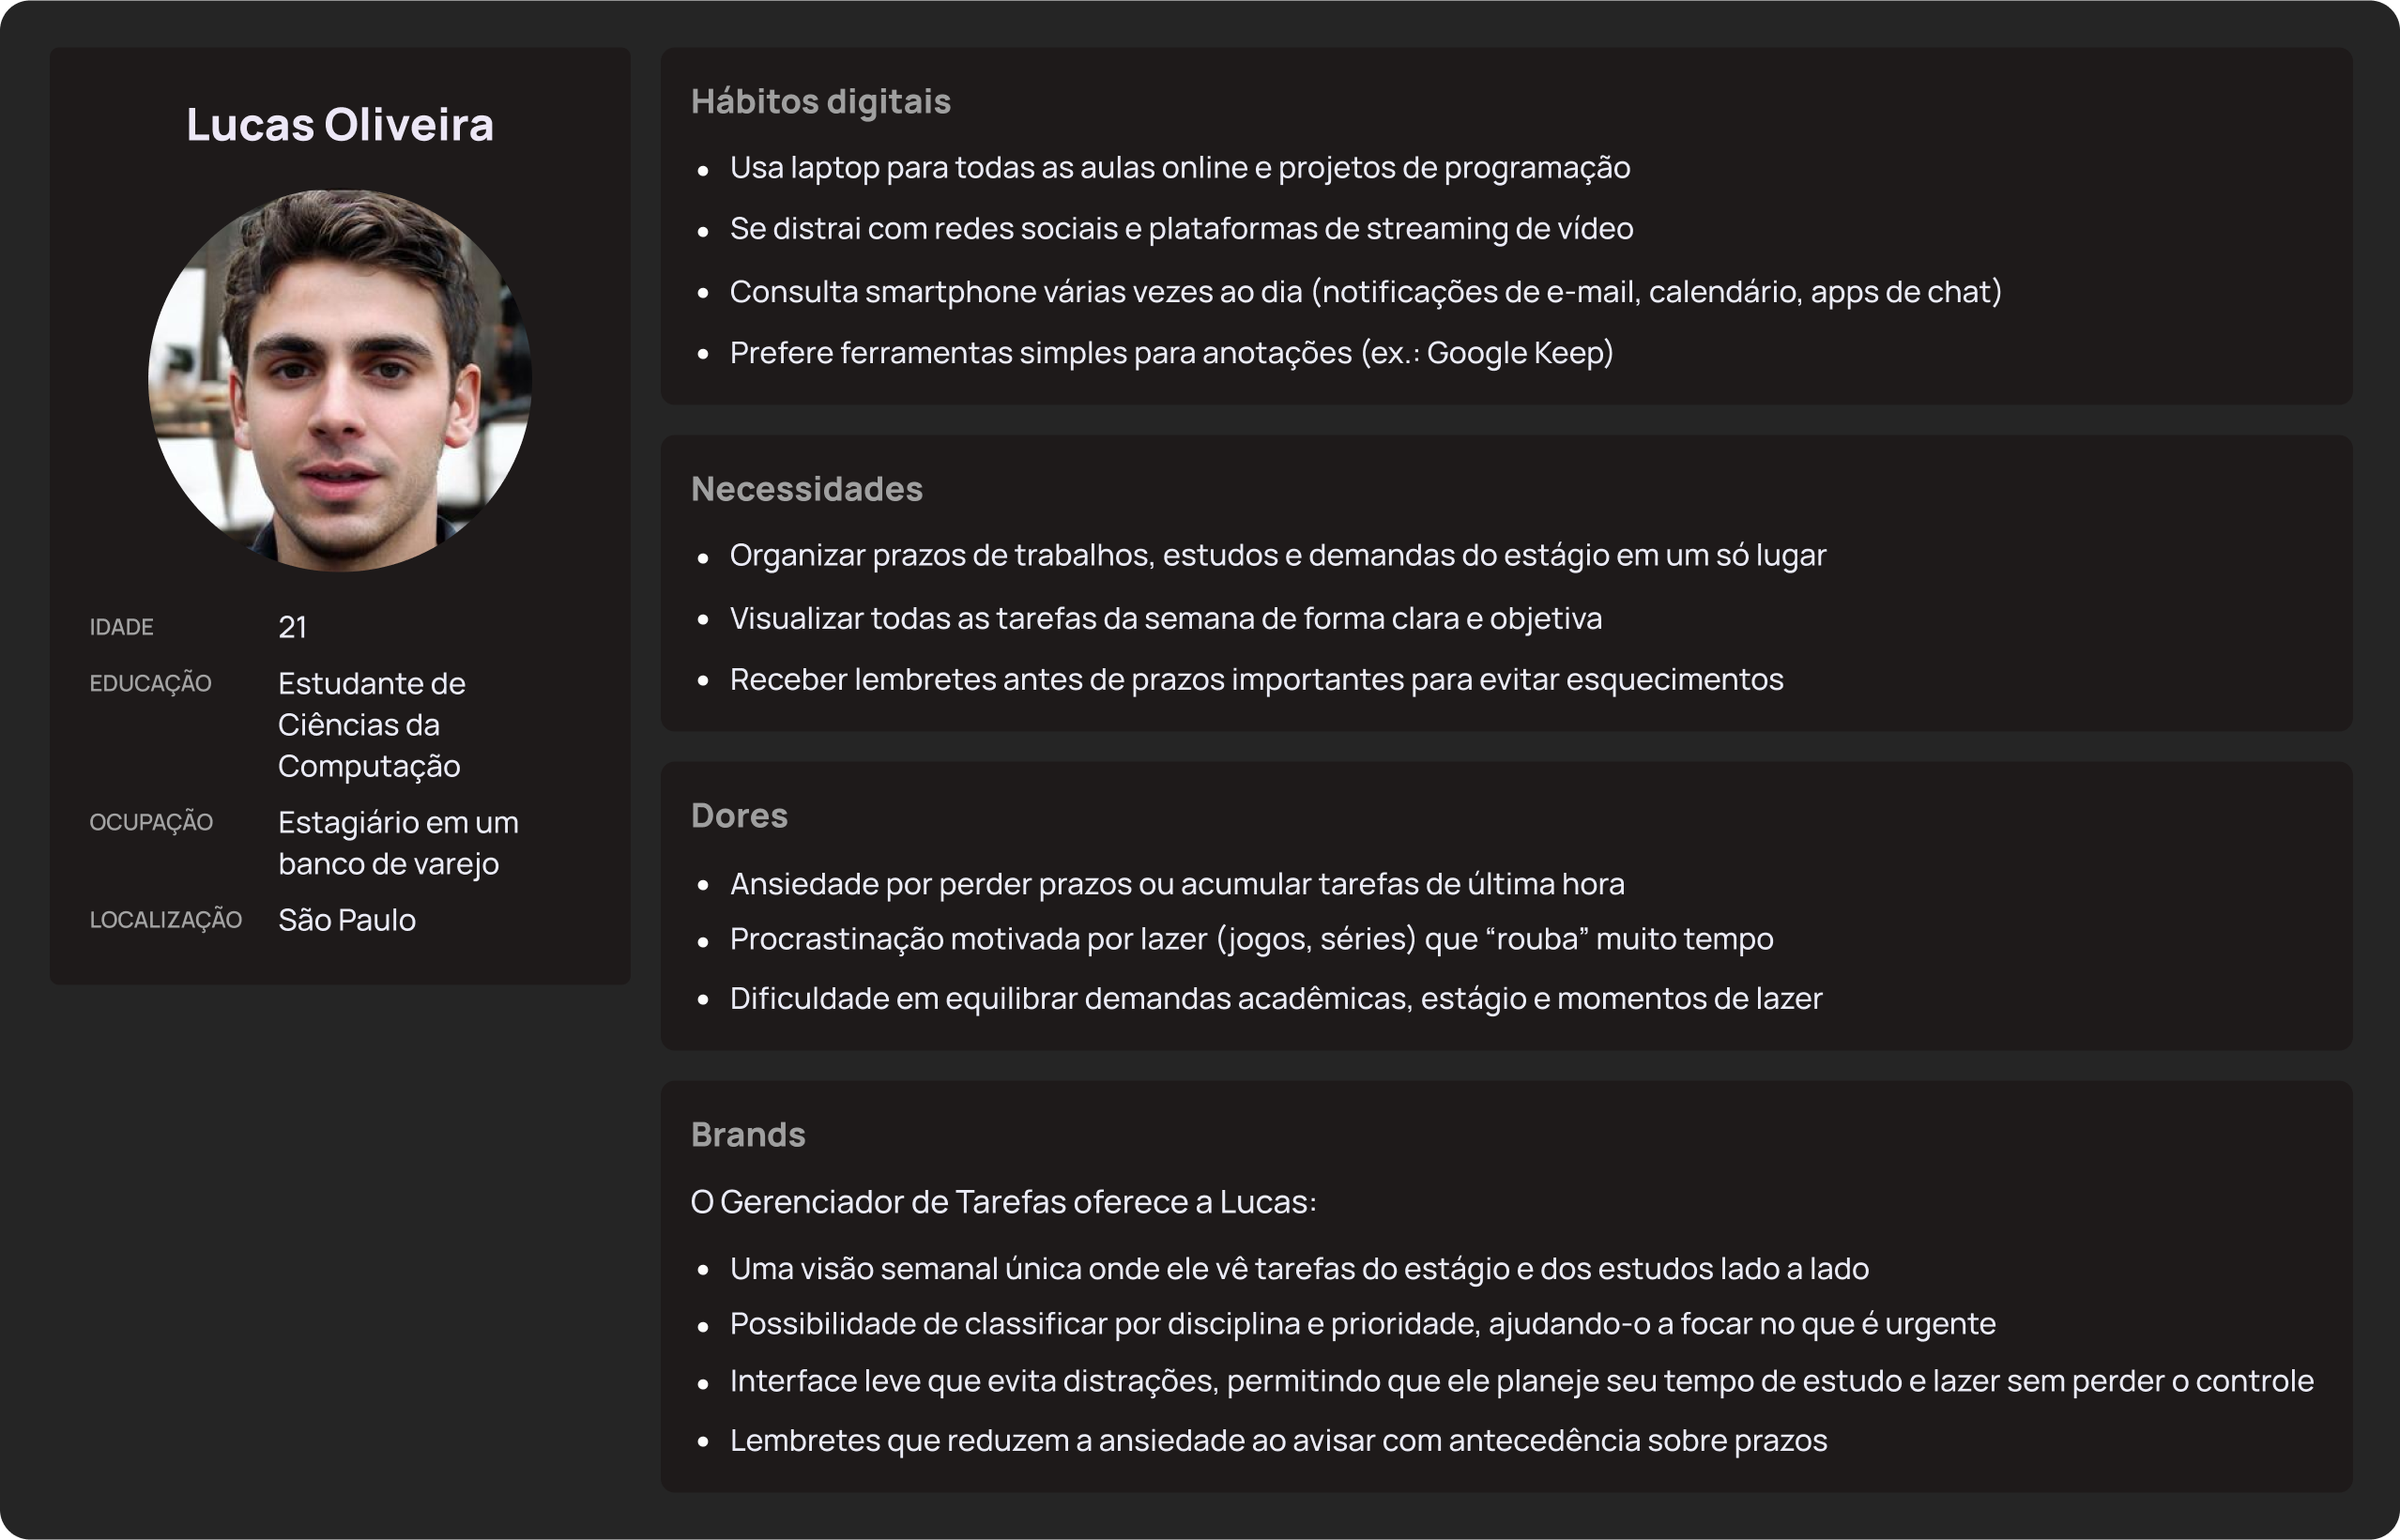 Lucas Oliveira
IDADE 21
EDUCAÇÃO Estudante de
Ciências da
Computação
OCUPAÇÃO Estagiário em um
banco de varejo
LOCALIZAÇÃO São Paulo
Hábitos digitais
• Usa laptop para todas as aulas online e projetos de programação
• Se distrai com redes sociais e plataformas de streaming de vídeo
• Consulta smartphone várias vezes ao dia (notificações de e-mail, calendário, apps de chat)
• Prefere ferramentas simples para anotações (ex.: Google Keep)
Necessidades
• Organizar prazos de trabalhos, estudos e demandas do estágio em um só lugar
• Visualizar todas as tarefas da semana de forma clara e objetiva
• Receber lembretes antes de prazos importantes para evitar esquecimentos
Dores
• Ansiedade por perder prazos ou acumular tarefas de última hora
• Procrastinação motivada por lazer (jogos, séries) que “rouba” muito tempo
• Dificuldade em equilibrar demandas acadêmicas, estágio e momentos de lazer
Brands
O Gerenciador de Tarefas oferece a Lucas:
• Uma visão semanal única onde ele vê tarefas do estágio e dos estudos lado a lado
• Possibilidade de classificar por disciplina e prioridade, ajudando-o a focar no que é urgente
• Interface leve que evita distrações, permitindo que ele planeje seu tempo de estudo e lazer sem perder o controle
• Lembretes que reduzem a ansiedade ao avisar com antecedência sobre prazos